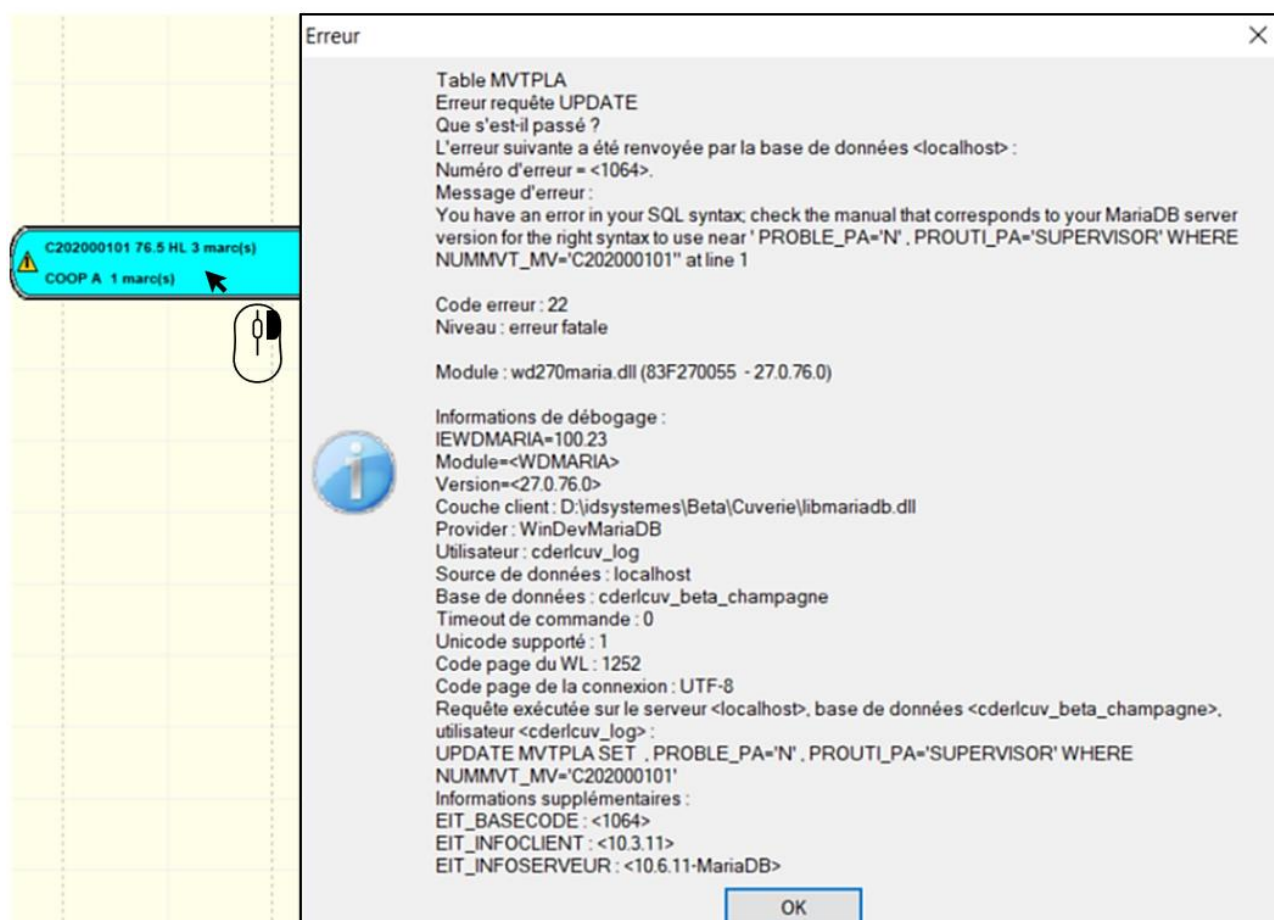 Erreur
Table MVTPLA
Erreur requête UPDATE
Que s'est-il passé ?
L'erreur suivante a été renvoyée par la base de données <localhost> :
Numéro d'erreur = <1064>.
Message d'erreur :
You have an error in your SQL syntax; check the manual that corresponds to your MariaDB server
version for the right syntax to use near ' PROBLE_PA='N' , PROUTI_PA='SUPERVISOR' WHERE
NUMMVT_MV='C202000101'' at line 1
C202000101 76.5 HL 3 marc(s)
COOP A 1 marc(s)
Code erreur : 22
Niveau : erreur fatale
Module : wd270maria.dll (83F270055 - 27.0.76.0)
Informations de débogage :
IEWDMARIA=100.23
Module=<WDMARIA>
Version=<27.0.76.0>
Couche client : D:\idsystemes\Beta\Cuverie\libmariadb.dll
Provider : WinDevMariaDB
Utilisateur : cderlcuv_log
Source de données : localhost
Base de données : cderlcuv_beta_champagne
Timeout de commande : 0
Unicode supporté : 1
Code page du WL : 1252
Code page de la connexion : UTF-8
Requête exécutée sur le serveur <localhost>, base de données <cderlcuv_beta_champagne>,
utilisateur <cderlcuv_log> :
UPDATE MVTPLA SET , PROBLE_PA='N' , PROUTI_PA='SUPERVISOR' WHERE
NUMMVT_MV='C202000101'
Informations supplémentaires :
EIT_BASECODE : <1064>
EIT_INFOCLIENT : <10.3.11>
EIT_INFOSERVEUR : <10.6.11-MariaDB>
OK